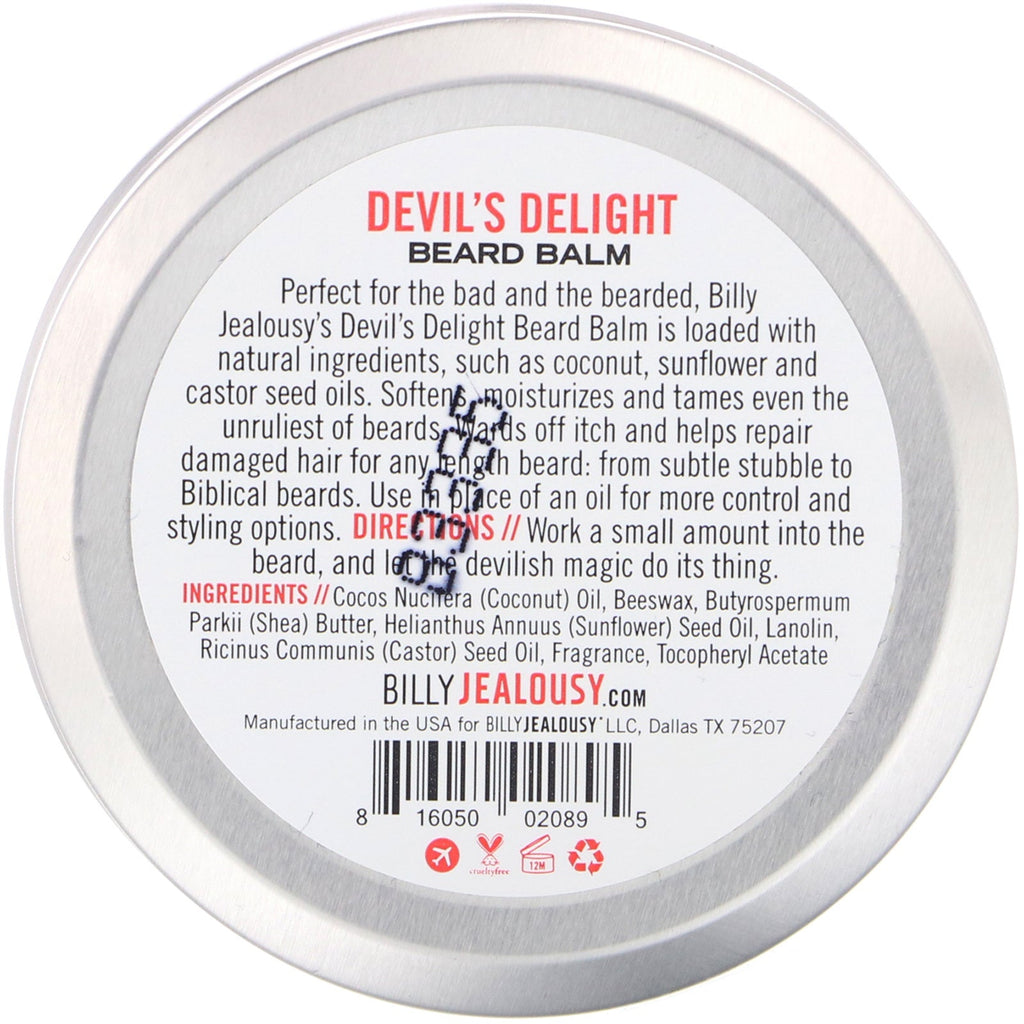 DEVIL'S DELIGHT
BEARD BALM
Perfect for the bad and the bearded, Billy
Jealousy's Devil's Delight Beard Balm is loaded with
natural ingredients, such as coconut, sunflower and
castor seed oils. Softens, moisturizes and tames even the
unruliest of beards. Wards off itch and helps repair
damaged hair for any length beard: from subtle stubble to
Biblical beards. Use in place of an oil for more control and
styling options. DIRECTIONS // Work a small amount into the
beard, and let the devilish magic do its thing.
INGREDIENTS // Cocos Nucifera (Coconut) Oil, Beeswax, Butyrospermum
Parkii (Shea) Butter, Helianthus Annuus (Sunflower) Seed Oil, Lanolin,
Ricinus Communis (Castor) Seed Oil, Fragrance, Tocopheryl Acetate
BILLYJEALOUSY.COM
Manufactured in the USA for BILLYJEALOUSY® LLC, Dallas TX 75207
8 16050 02089 5
crueltyfree 12M